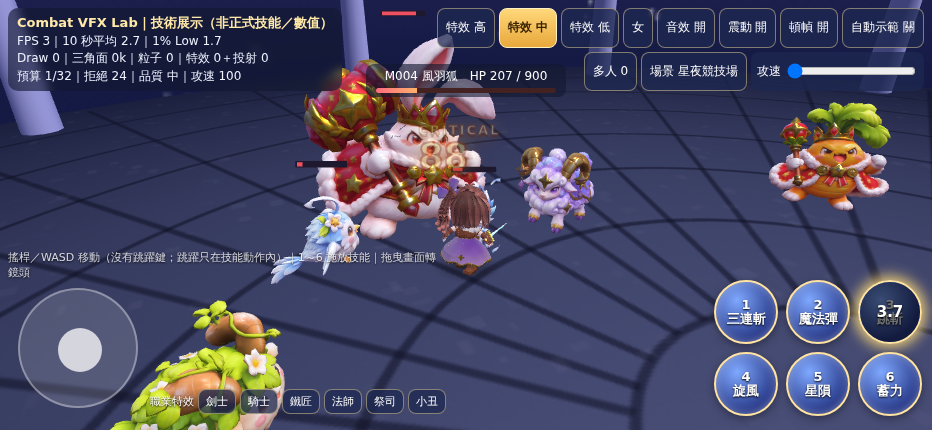 Combat VFX Lab｜技術展示（非正式技能／數值）
FPS 3｜10 秒平均 2.7｜1% Low 1.7
Draw 0｜三角面 0k｜粒子 0｜特效 0＋投射 0
預算 1/32｜拒絕 24｜品質 中｜攻速 100
特效 高
特效 中
特效 低
女
音效 開
震動 開
頓幀 開
自動示範 關
多人 0
場景 星夜競技場
攻速
M004 風羽狐 HP 207 / 900
CRITICAL
88
搖桿／WASD 移動（沒有跳躍鍵；跳躍只在技能動作內）｜1–6 施放技能｜拖曳畫面轉
鏡頭
1
三連斬
2
魔法彈
3
3.7
跳斬
4
旋風
5
星隕
6
蓄力
職業特效
劍士
騎士
鐵匠
法師
祭司
小丑